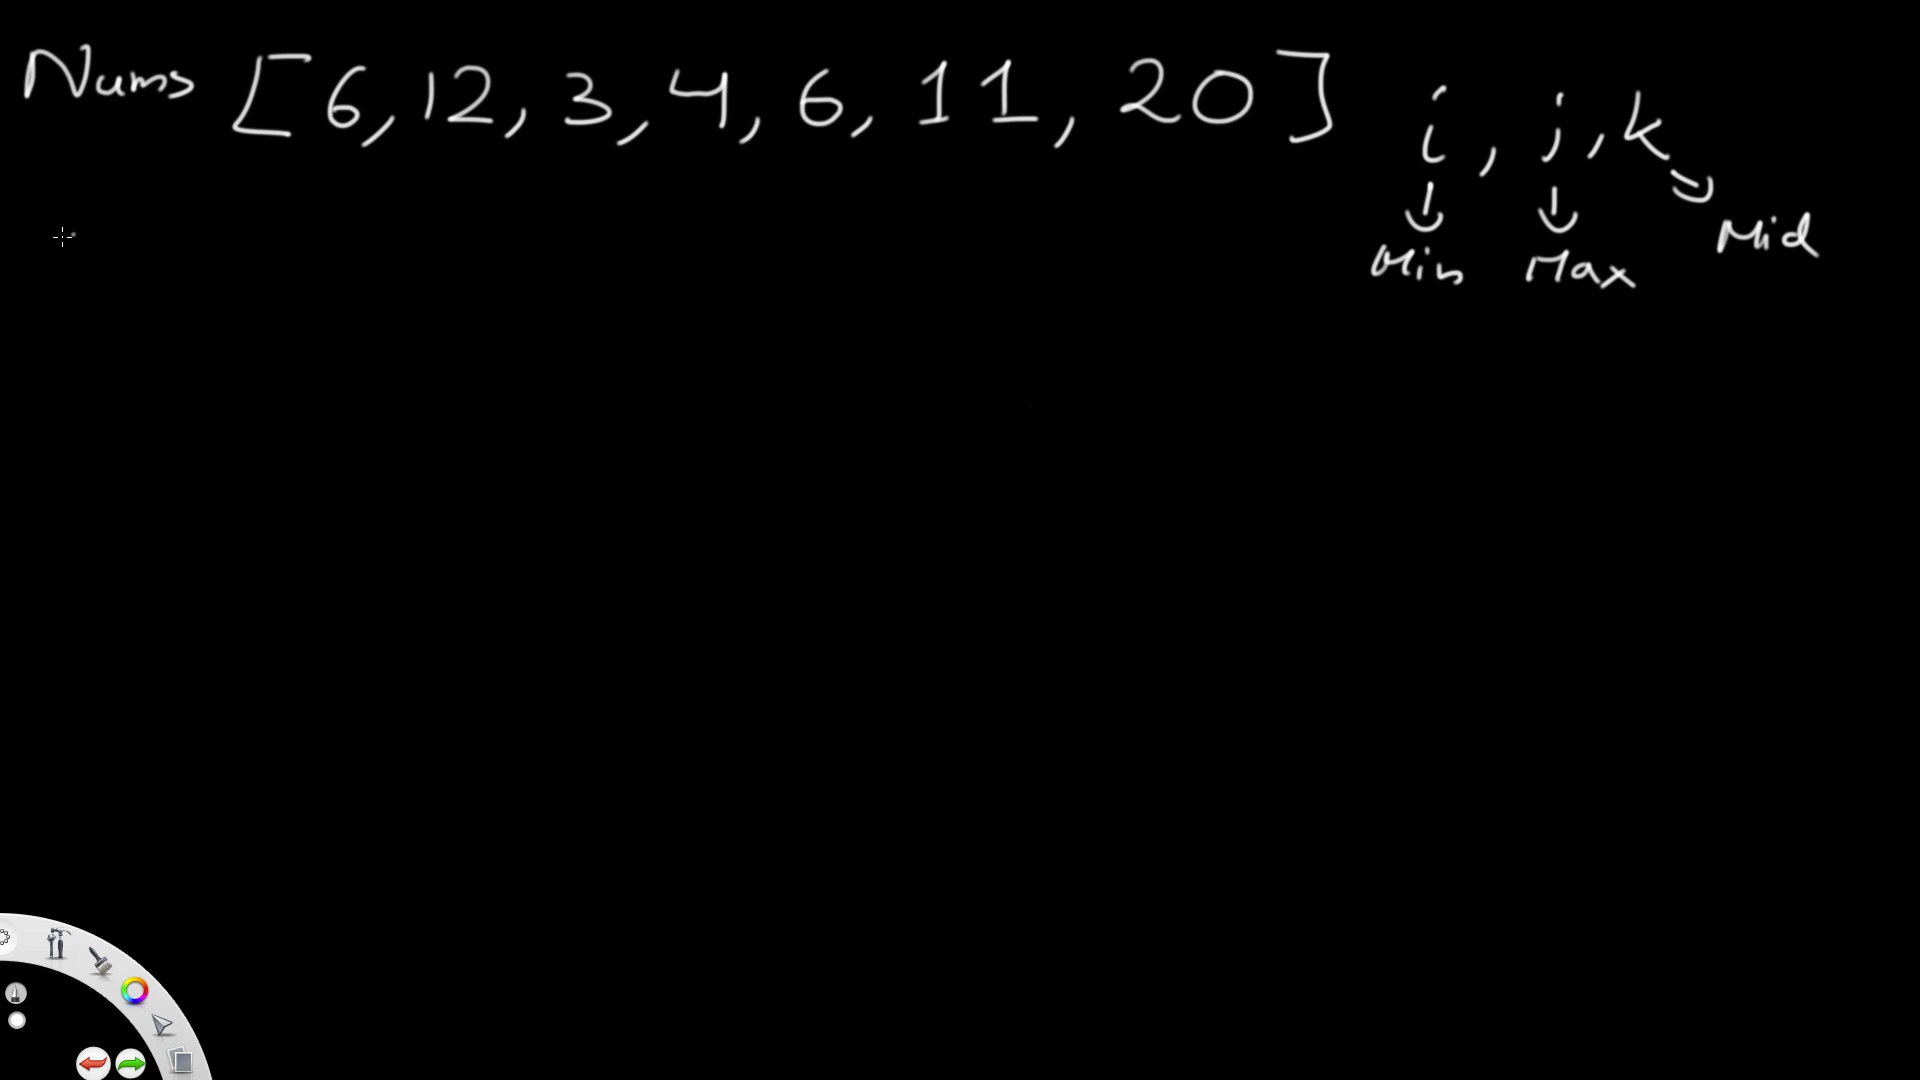 Nums [6, 12, 3, 4, 6, 11, 20] i, j, k
Min Max Mid